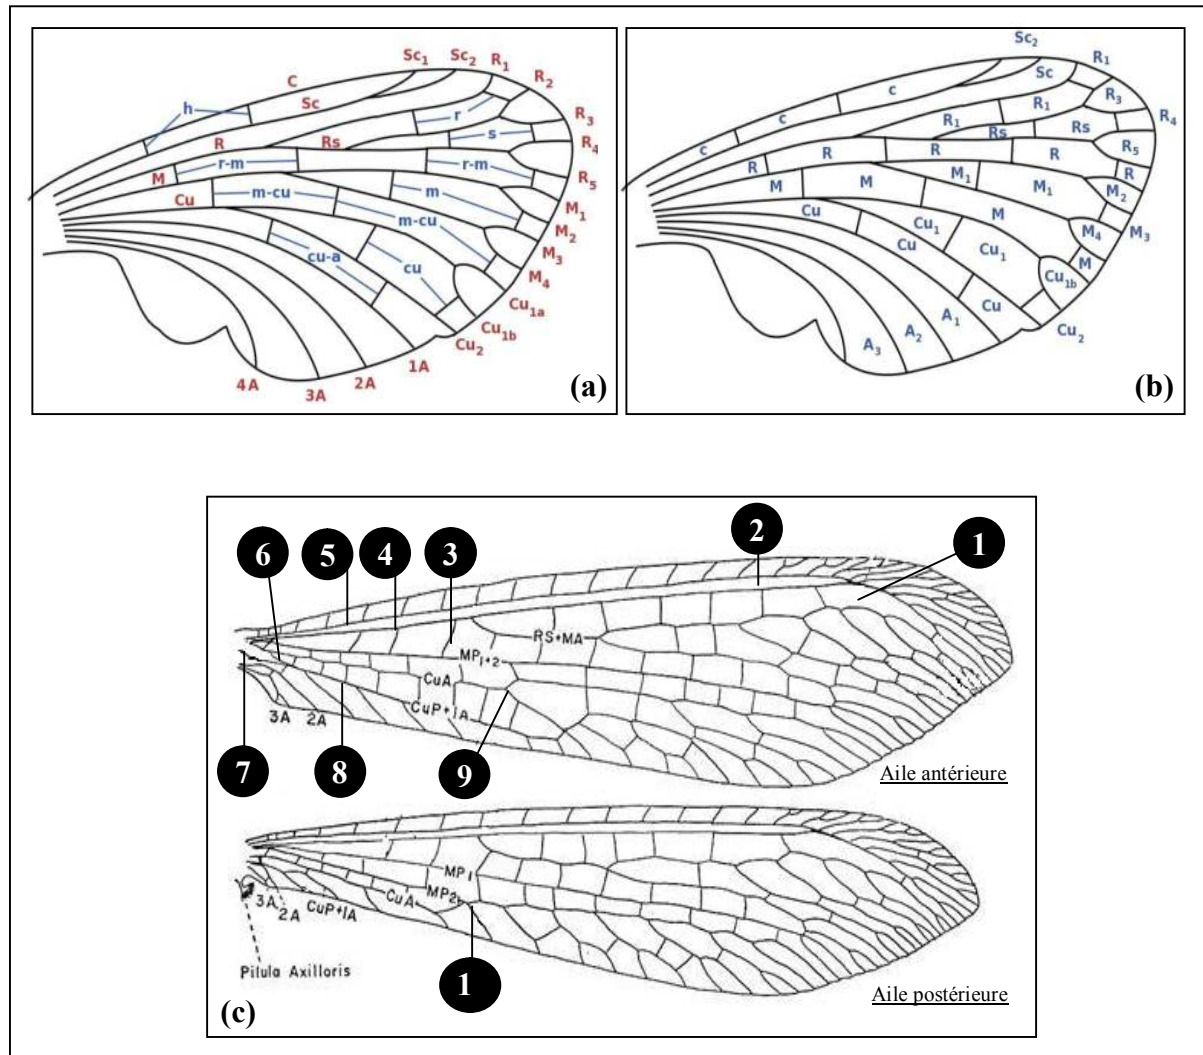 Sc1 Sc2 R1
C R2
h Sc r R3
R Rs s R4
r-m r-m R5
M m-cu m M1
Cu m-cu M2
cu-a cu M3
M4
Cu1a
Cu1b
Cu2
1A
2A
3A
4A
(a)
Sc2
Sc R1
c R3
c R1 R1 R4
c Rs Rs R5
R R R R R
M M M1 M1 M2
Cu Cu1 M M4 M3
Cu Cu1 M
Cu1b
A1 Cu Cu2
A2
A3
(b)
6 5 4 3 2 1
RS+MA
MP1+2
CuA
CuP+1A
3A 2A
7 8 9
Aile antérieure
MP1
MP2
CuA
CuP+1A
3A 2A
Pilula Axilloris
1
Aile postérieure
(c)